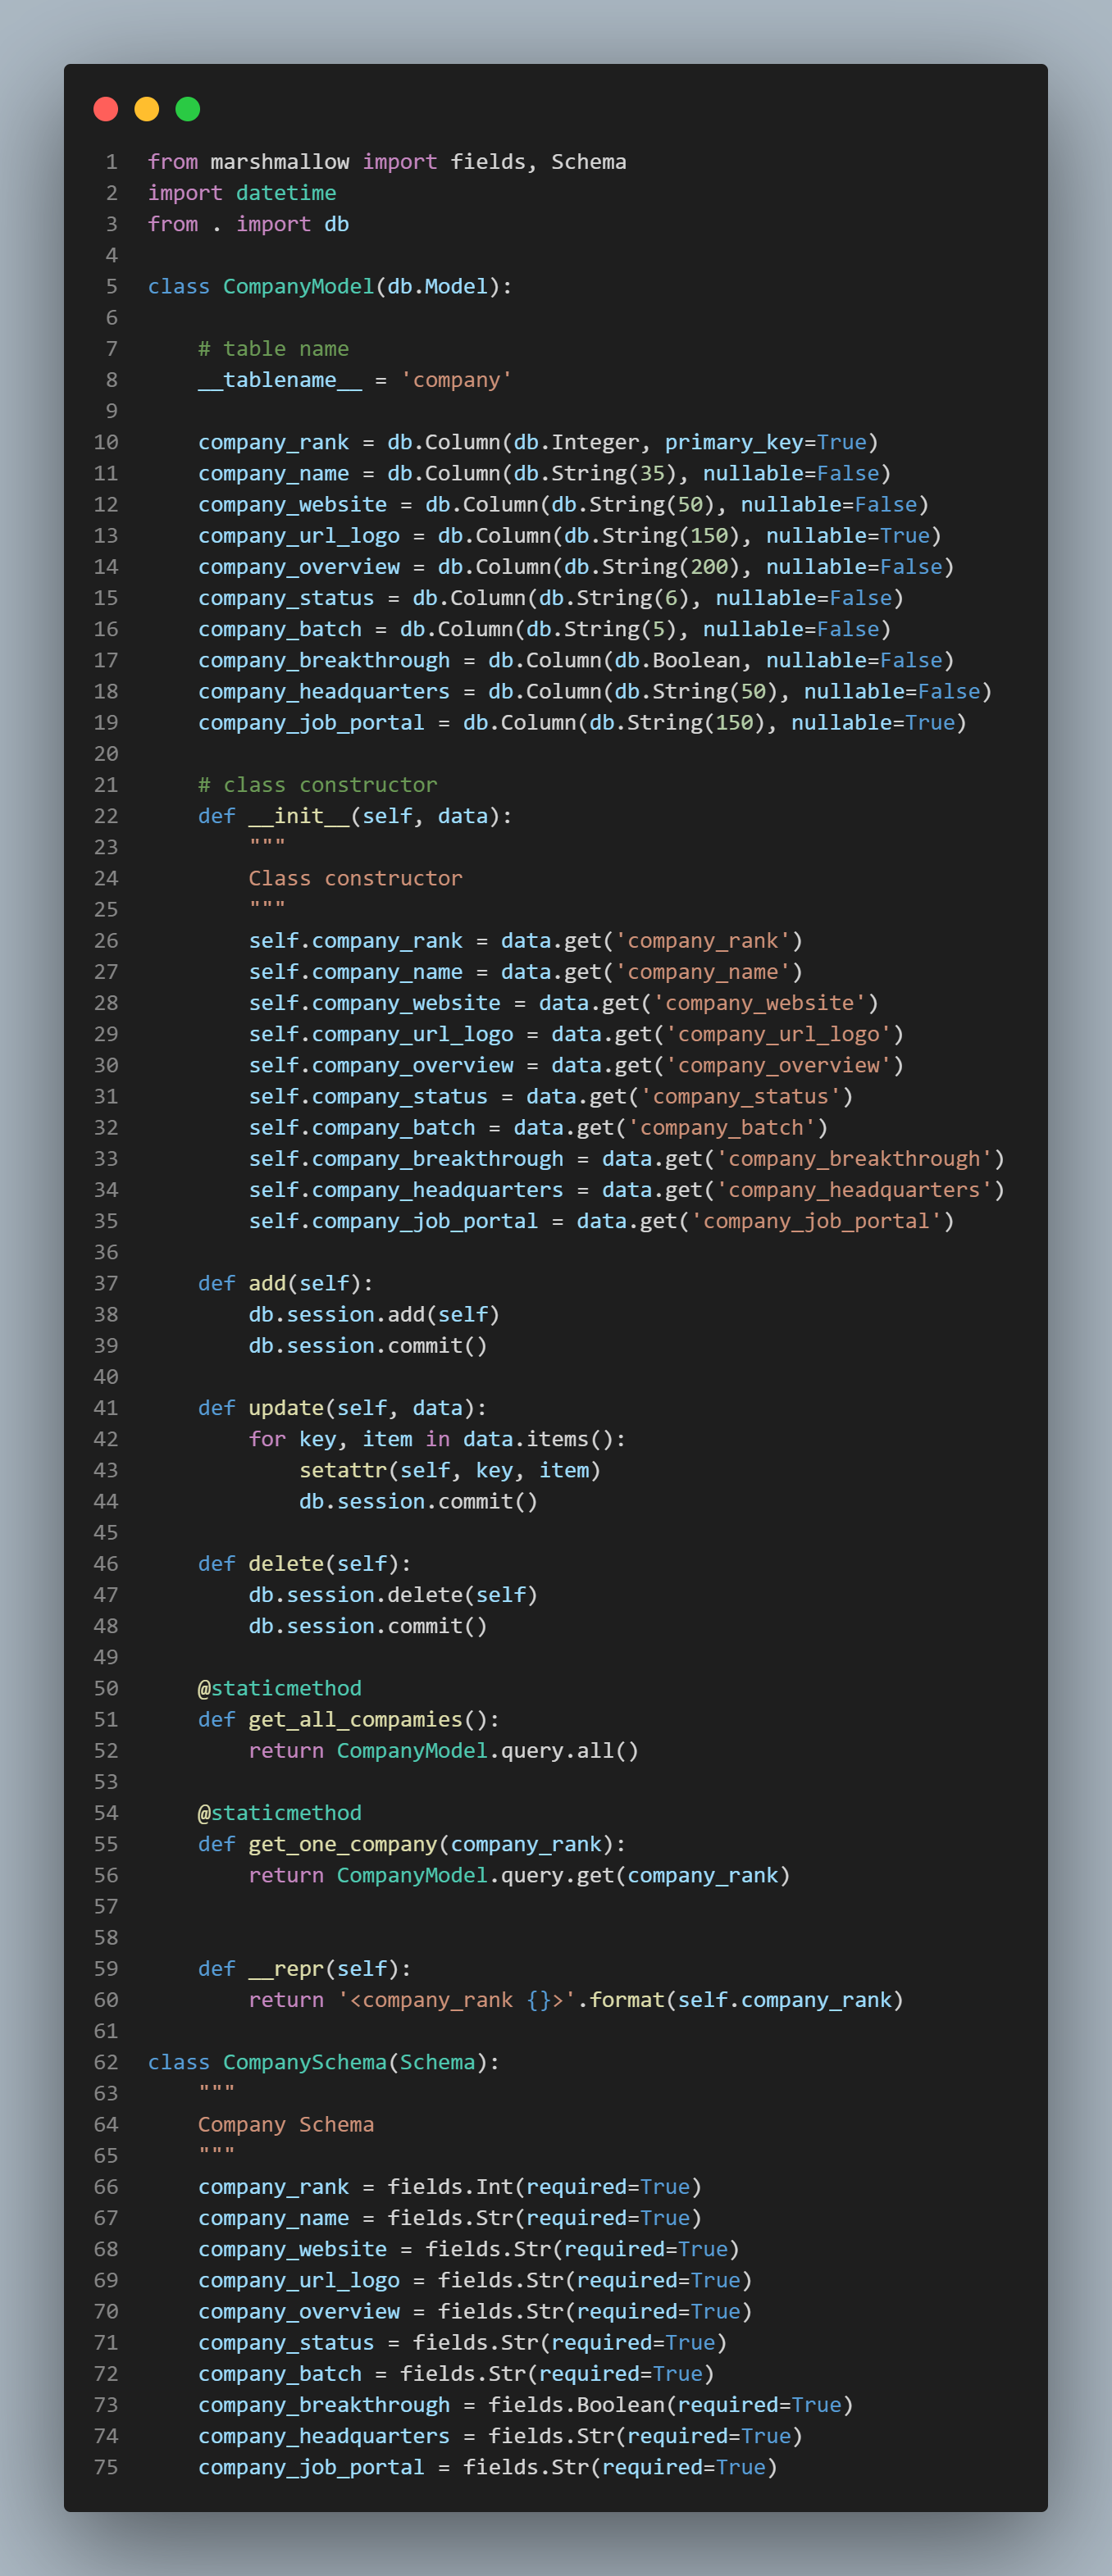 1 from marshmallow import fields, Schema
2 import datetime
3 from . import db
4
5 class CompanyModel(db.Model):
6
7     # table name
8     __tablename__ = 'company'
9
10     company_rank = db.Column(db.Integer, primary_key=True)
11     company_name = db.Column(db.String(35), nullable=False)
12     company_website = db.Column(db.String(50), nullable=False)
13     company_url_logo = db.Column(db.String(150), nullable=True)
14     company_overview = db.Column(db.String(200), nullable=False)
15     company_status = db.Column(db.String(6), nullable=False)
16     company_batch = db.Column(db.String(5), nullable=False)
17     company_breakthrough = db.Column(db.Boolean, nullable=False)
18     company_headquarters = db.Column(db.String(50), nullable=False)
19     company_job_portal = db.Column(db.String(150), nullable=True)
20
21     # class constructor
22     def __init__(self, data):
23         """
24         Class constructor
25         """
26         self.company_rank = data.get('company_rank')
27         self.company_name = data.get('company_name')
28         self.company_website = data.get('company_website')
29         self.company_url_logo = data.get('company_url_logo')
30         self.company_overview = data.get('company_overview')
31         self.company_status = data.get('company_status')
32         self.company_batch = data.get('company_batch')
33         self.company_breakthrough = data.get('company_breakthrough')
34         self.company_headquarters = data.get('company_headquarters')
35         self.company_job_portal = data.get('company_job_portal')
36
37     def add(self):
38         db.session.add(self)
39         db.session.commit()
40
41     def update(self, data):
42         for key, item in data.items():
43             setattr(self, key, item)
44             db.session.commit()
45
46     def delete(self):
47         db.session.delete(self)
48         db.session.commit()
49
50     @staticmethod
51     def get_all_compamies():
52         return CompanyModel.query.all()
53
54     @staticmethod
55     def get_one_company(company_rank):
56         return CompanyModel.query.get(company_rank)
57
58
59     def __repr(self):
60         return '<company_rank {}>'.format(self.company_rank)
61
62 class CompanySchema(Schema):
63     """
64     Company Schema
65     """
66     company_rank = fields.Int(required=True)
67     company_name = fields.Str(required=True)
68     company_website = fields.Str(required=True)
69     company_url_logo = fields.Str(required=True)
70     company_overview = fields.Str(required=True)
71     company_status = fields.Str(required=True)
72     company_batch = fields.Str(required=True)
73     company_breakthrough = fields.Boolean(required=True)
74     company_headquarters = fields.Str(required=True)
75     company_job_portal = fields.Str(required=True)